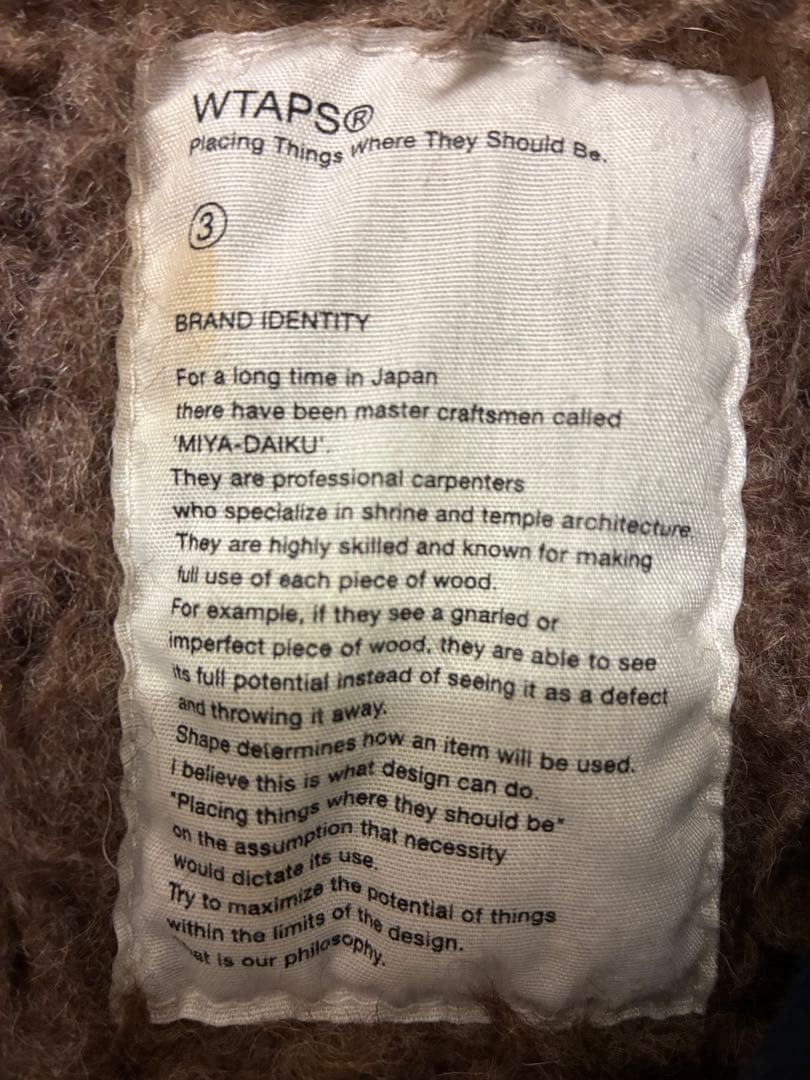 WTAPS®
Placing Things Where They Should Be.
③
BRAND IDENTITY
For a long time in Japan
there have been master craftsmen called
'MIYA-DAIKU'.
They are professional carpenters
who specialize in shrine and temple architecture.
They are highly skilled and known for making
full use of each piece of wood.
For example, if they see a gnarled or
imperfect piece of wood, they are able to see
its full potential instead of seeing it as a defect
and throwing it away.
Shape determines how an item will be used.
I believe this is what design can do.
"Placing things where they should be"
on the assumption that necessity
would dictate its use.
Try to maximize the potential of things
within the limits of the design.
is our philosophy.